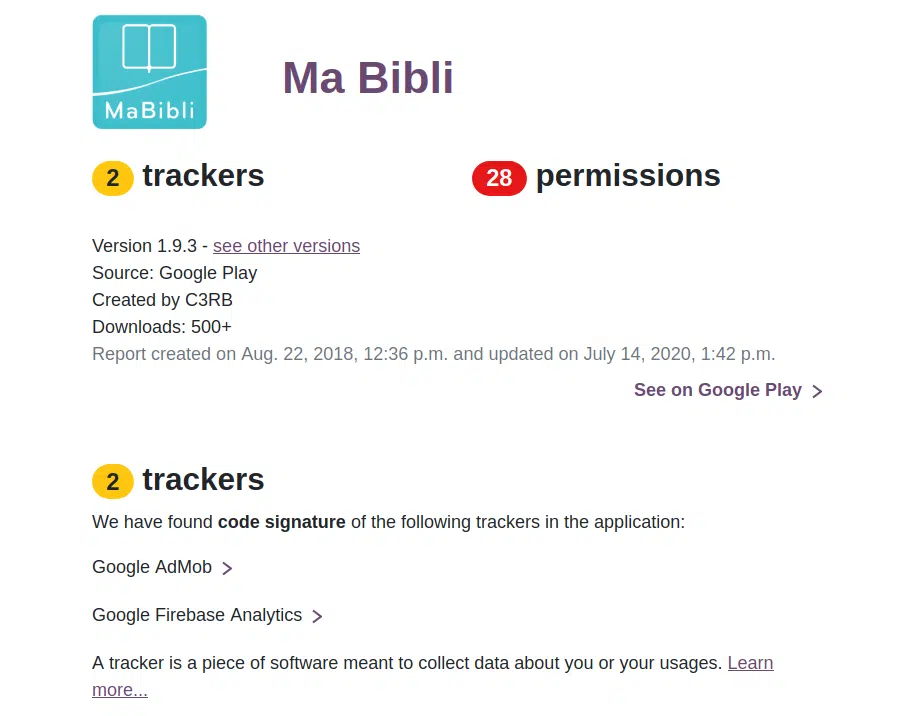 MaBibli
Ma Bibli
2 trackers
28 permissions
Version 1.9.3 - see other versions
Source: Google Play
Created by C3RB
Downloads: 500+
Report created on Aug. 22, 2018, 12:36 p.m. and updated on July 14, 2020, 1:42 p.m.
See on Google Play >
2 trackers
We have found code signature of the following trackers in the application:
Google AdMob >
Google Firebase Analytics >
A tracker is a piece of software meant to collect data about you or your usages. Learn
more...